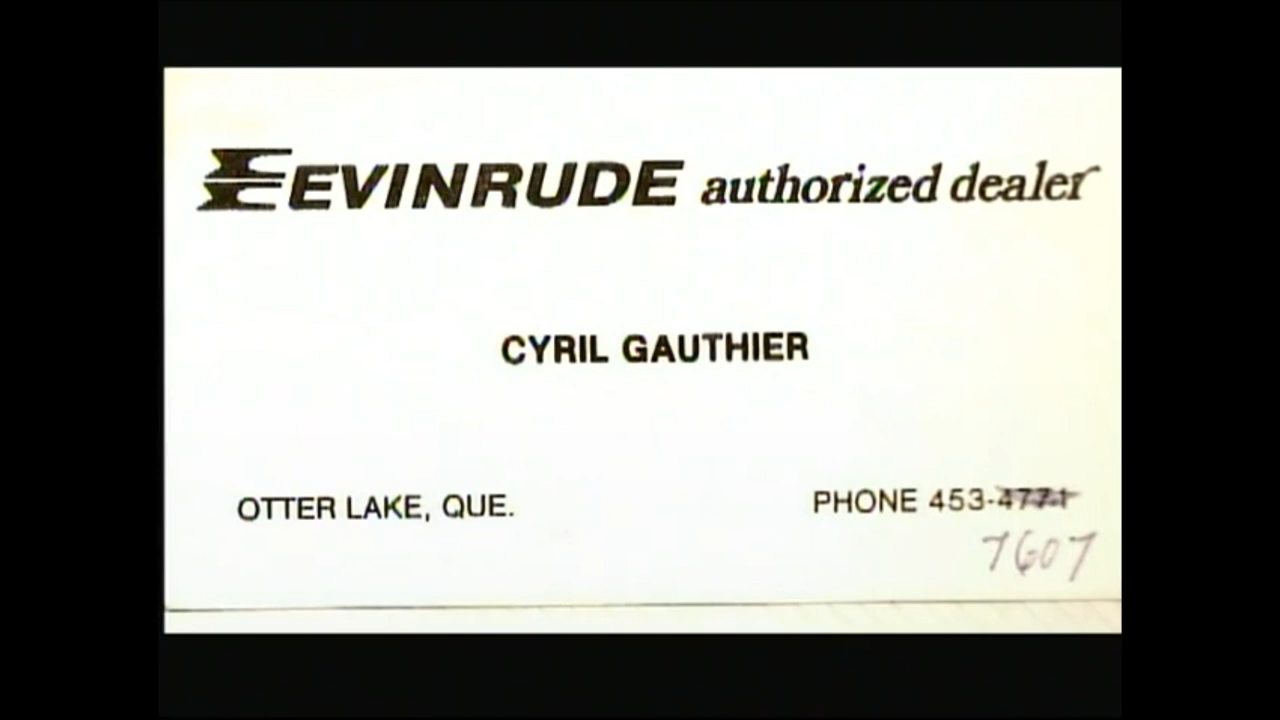 EVINRUDE authorized dealer
CYRIL GAUTHIER
OTTER LAKE, QUE.
PHONE 453-4771
7607